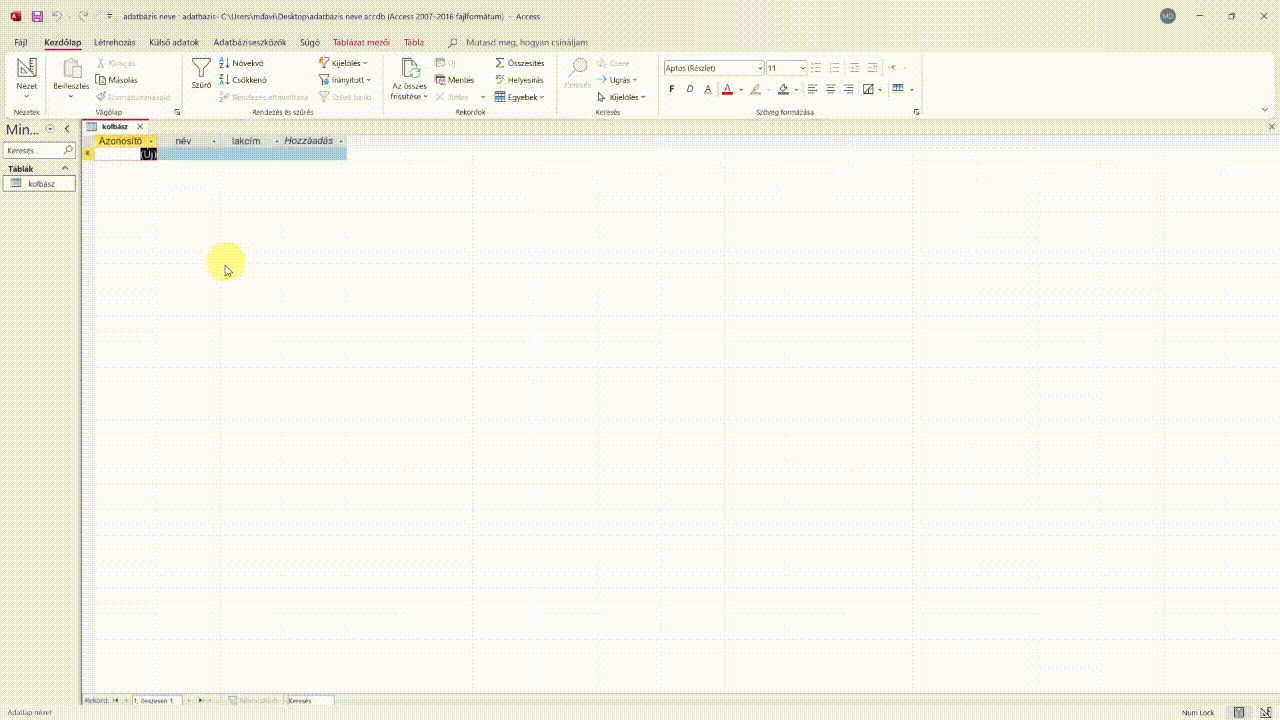 adatbázis neve : adatbázis- C:\Users\mdavi\Desktop\adatbázis neve.accdb (Access 2007–2016 fájlformátum) – Access
MD
Fájl Kezdőlap Létrehozás Külső adatok Adatbáziseszközök Súgó Táblázat mezői Tábla Mutasd meg, hogyan csináljam
Nézet
Nézetek
Beillesztés
Kivágás
Másolás
Formátummásoló
Vágólap
Szűrő
Növekvő
Csökkenő
Rendezés eltávolítása
Kijelölés
Irányított
Szűrő be/ki
Rendezés és szűrés
Az összes
frissítése
Új
Mentés
Törlés
Összesítés
Helyesírás
Egyebek
Rekordok
Keresés
Csere
Ugrás
Kijelölés
Keresés
Aptos (Részlet) 11
F D A A
Szöveg formázása
Min...
Keresés...
Táblák
kolbász
kolbász
Azonosító név lakcím Hozzáadás
(Új)
Rekord: 1, összesen 1 Keresés
Adatlap nézet Num Lock